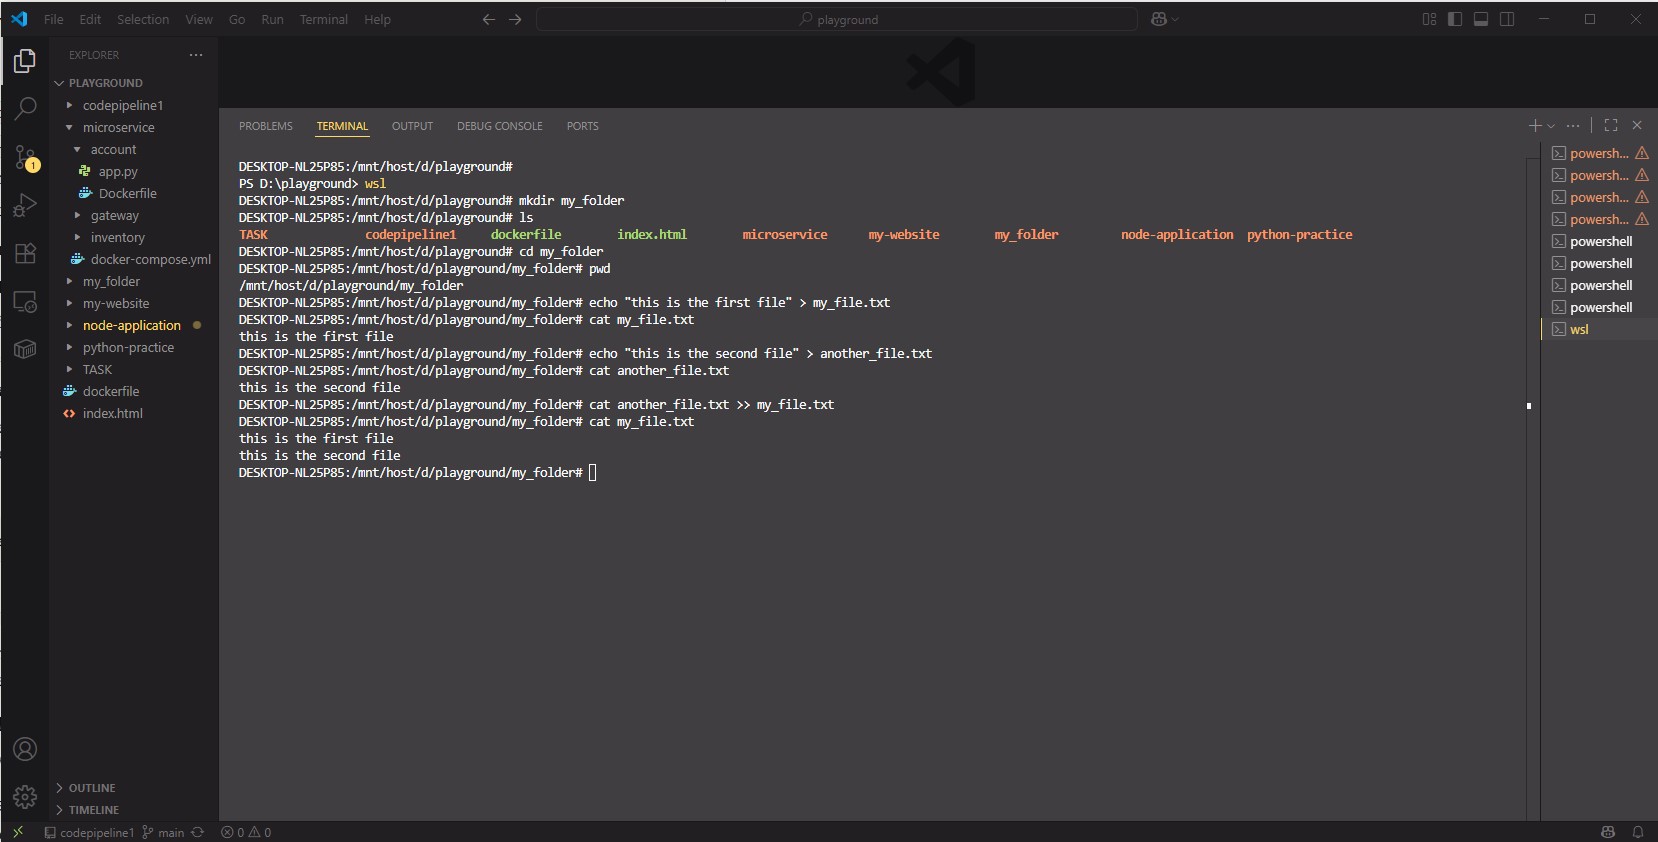 File Edit Selection View Go Run Terminal Help
playground
EXPLORER
PLAYGROUND
codepipeline1
microservice
account
app.py
Dockerfile
gateway
inventory
docker-compose.yml
my_folder
my-website
node-application
python-practice
TASK
dockerfile
index.html
OUTLINE
TIMELINE
1
PROBLEMS TERMINAL OUTPUT DEBUG CONSOLE PORTS
DESKTOP-NL25P85:/mnt/host/d/playground#
PS D:\playground> wsl
DESKTOP-NL25P85:/mnt/host/d/playground# mkdir my_folder
DESKTOP-NL25P85:/mnt/host/d/playground# ls
TASK codepipeline1 dockerfile index.html microservice my-website my_folder node-application python-practice
DESKTOP-NL25P85:/mnt/host/d/playground# cd my_folder
DESKTOP-NL25P85:/mnt/host/d/playground/my_folder# pwd
/mnt/host/d/playground/my_folder
DESKTOP-NL25P85:/mnt/host/d/playground/my_folder# echo "this is the first file" > my_file.txt
DESKTOP-NL25P85:/mnt/host/d/playground/my_folder# cat my_file.txt
this is the first file
DESKTOP-NL25P85:/mnt/host/d/playground/my_folder# echo "this is the second file" > another_file.txt
DESKTOP-NL25P85:/mnt/host/d/playground/my_folder# cat another_file.txt
this is the second file
DESKTOP-NL25P85:/mnt/host/d/playground/my_folder# cat another_file.txt >> my_file.txt
DESKTOP-NL25P85:/mnt/host/d/playground/my_folder# cat my_file.txt
this is the first file
this is the second file
DESKTOP-NL25P85:/mnt/host/d/playground/my_folder#
powersh...
powersh...
powersh...
powersh...
powershell
powershell
powershell
powershell
wsl
codepipeline1 main 0 0